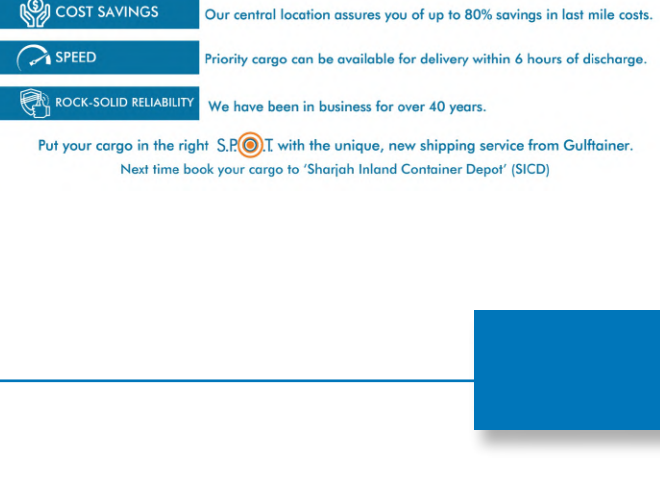 COST SAVINGS Our central location assures you of up to 80% savings in last mile costs.
SPEED Priority cargo can be available for delivery within 6 hours of discharge.
ROCK-SOLID RELIABILITY We have been in business for over 40 years.
Put your cargo in the right S.P.O.T. with the unique, new shipping service from Gulftainer.
Next time book your cargo to ‘Sharjah Inland Container Depot’ (SICD)